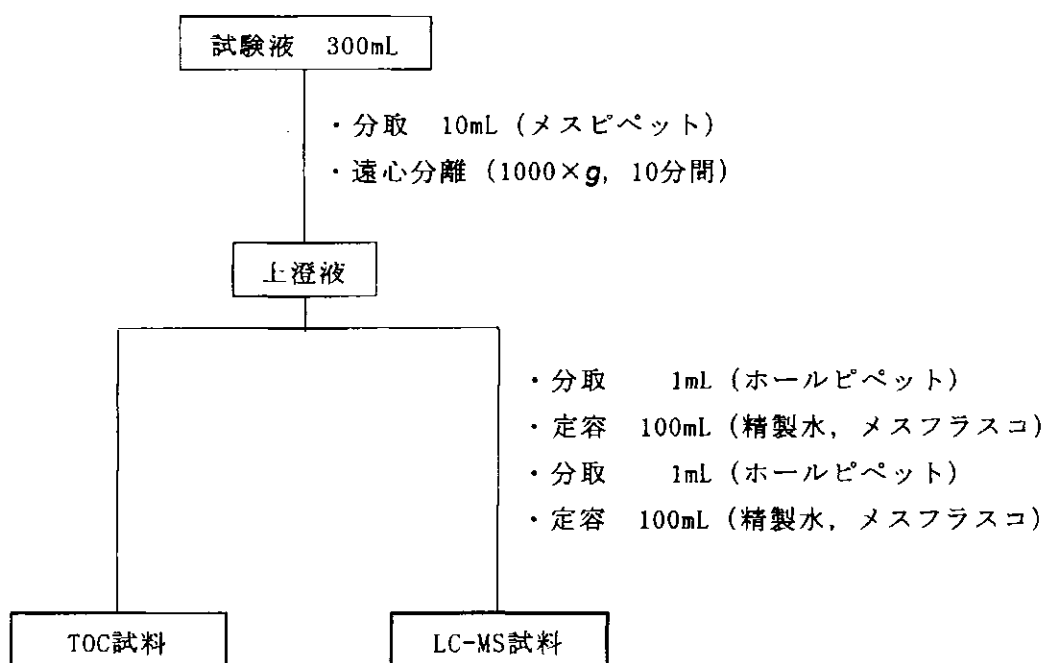 試験液 300mL
・分取 10mL (メスピペット)
・遠心分離 (1000×g, 10分間)
上澄液
・分取 1mL (ホールピペット)
・定容 100mL (精製水, メスフラスコ)
・分取 1mL (ホールピペット)
・定容 100mL (精製水, メスフラスコ)
TOC試料
LC-MS試料